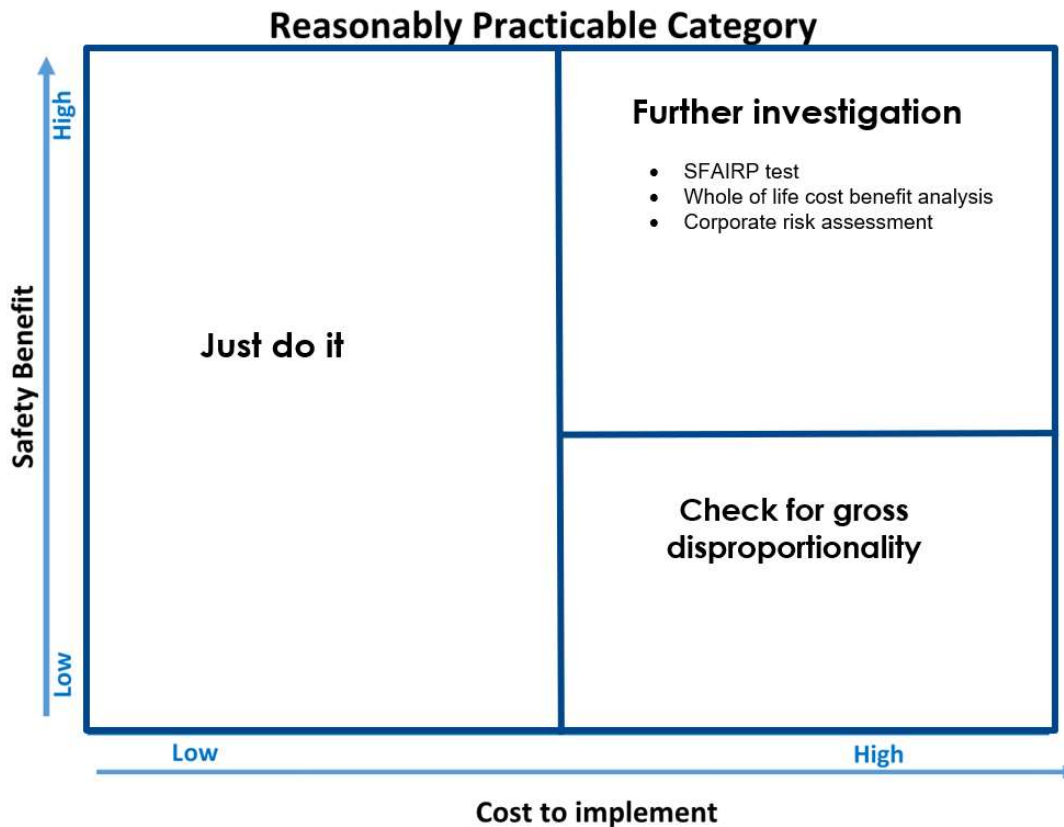 Reasonably Practicable Category
High
Further investigation
• SFAIRP test
• Whole of life cost benefit analysis
• Corporate risk assessment
Safety Benefit
Just do it
Check for gross
disproportionality
Low
Low
High
Cost to implement